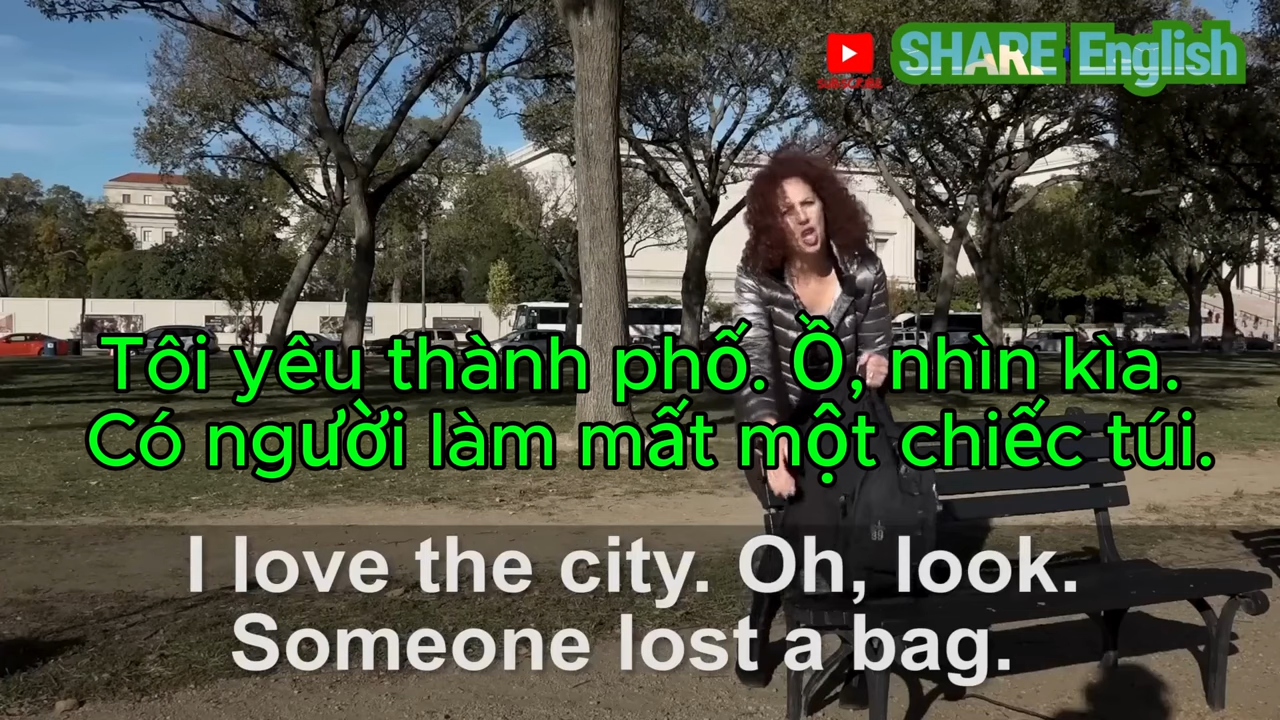 SHARE English
SUBSCRIBE
Tôi yêu thành phố. Ồ, nhìn kìa.
Có người làm mất một chiếc túi.
I love the city. Oh, look.
Someone lost a bag.